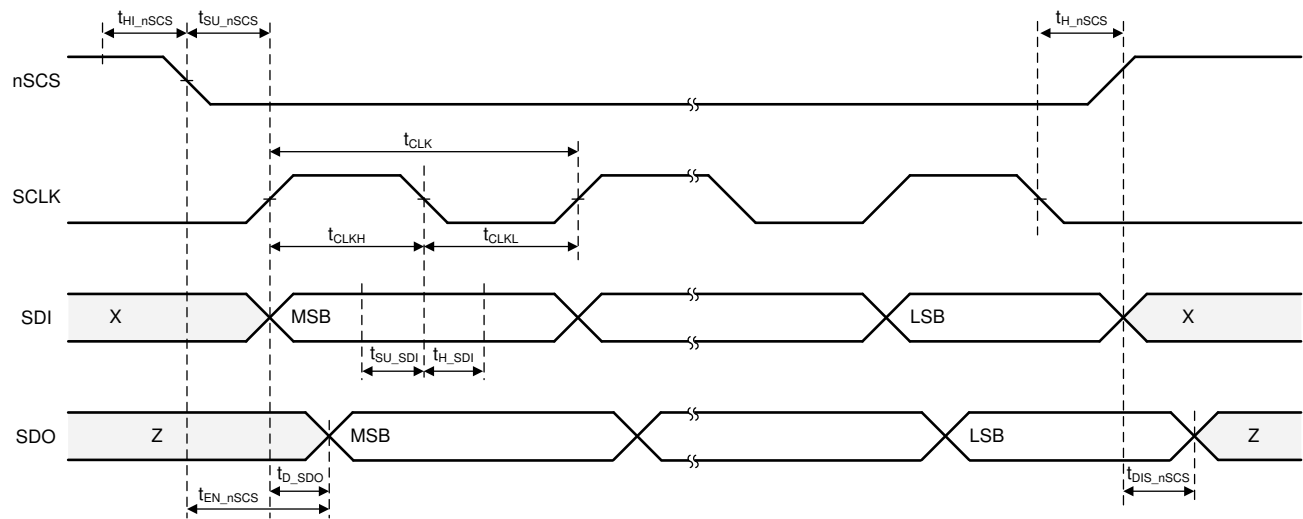 tHI_nSCS tSU_nSCS tH_nSCS
nSCS
tCLK
SCLK
tCLKH tCLKL
SDI X MSB LSB X
tSU_SDI tH_SDI
SDO Z MSB LSB Z
tD_SDO
tEN_nSCS
tDIS_nSCS